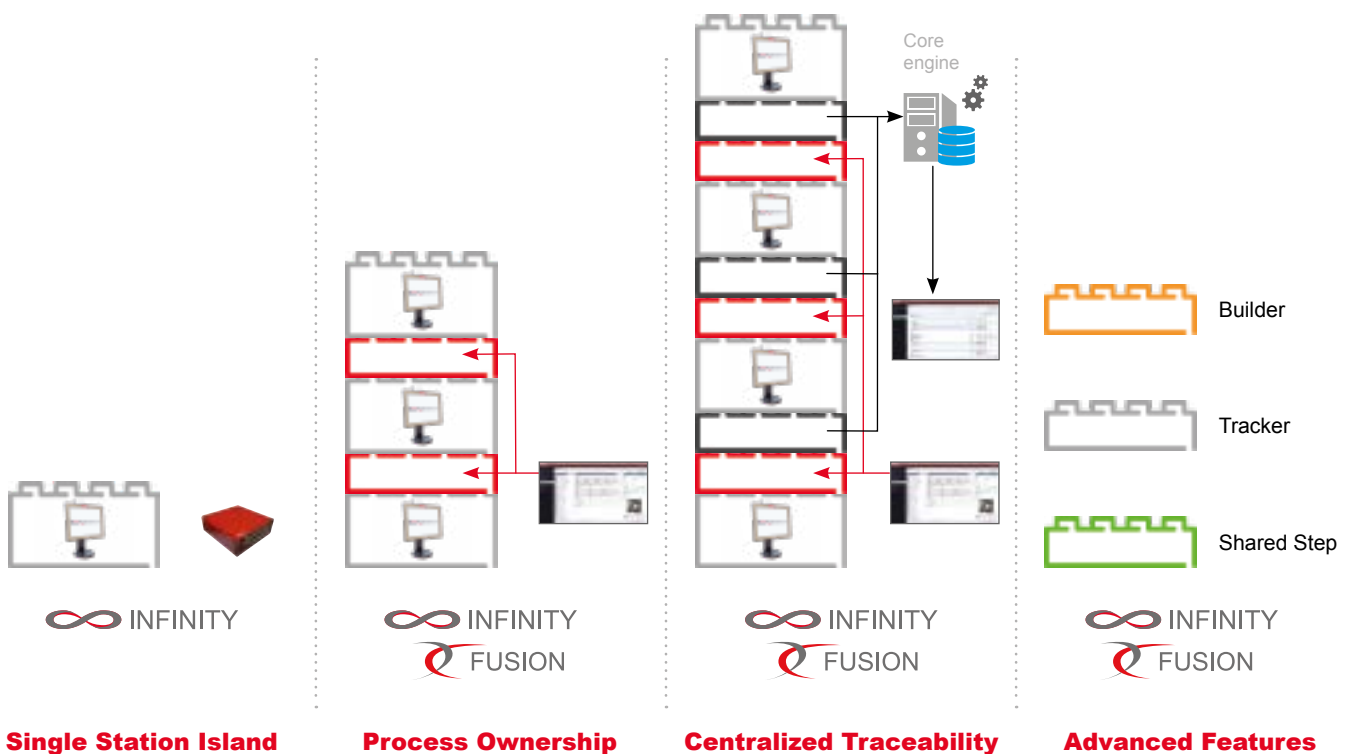 Core
engine
Builder
Tracker
Shared Step
INFINITY
INFINITY
FUSION
INFINITY
FUSION
INFINITY
FUSION
Single Station Island
Process Ownership
Centralized Traceability
Advanced Features